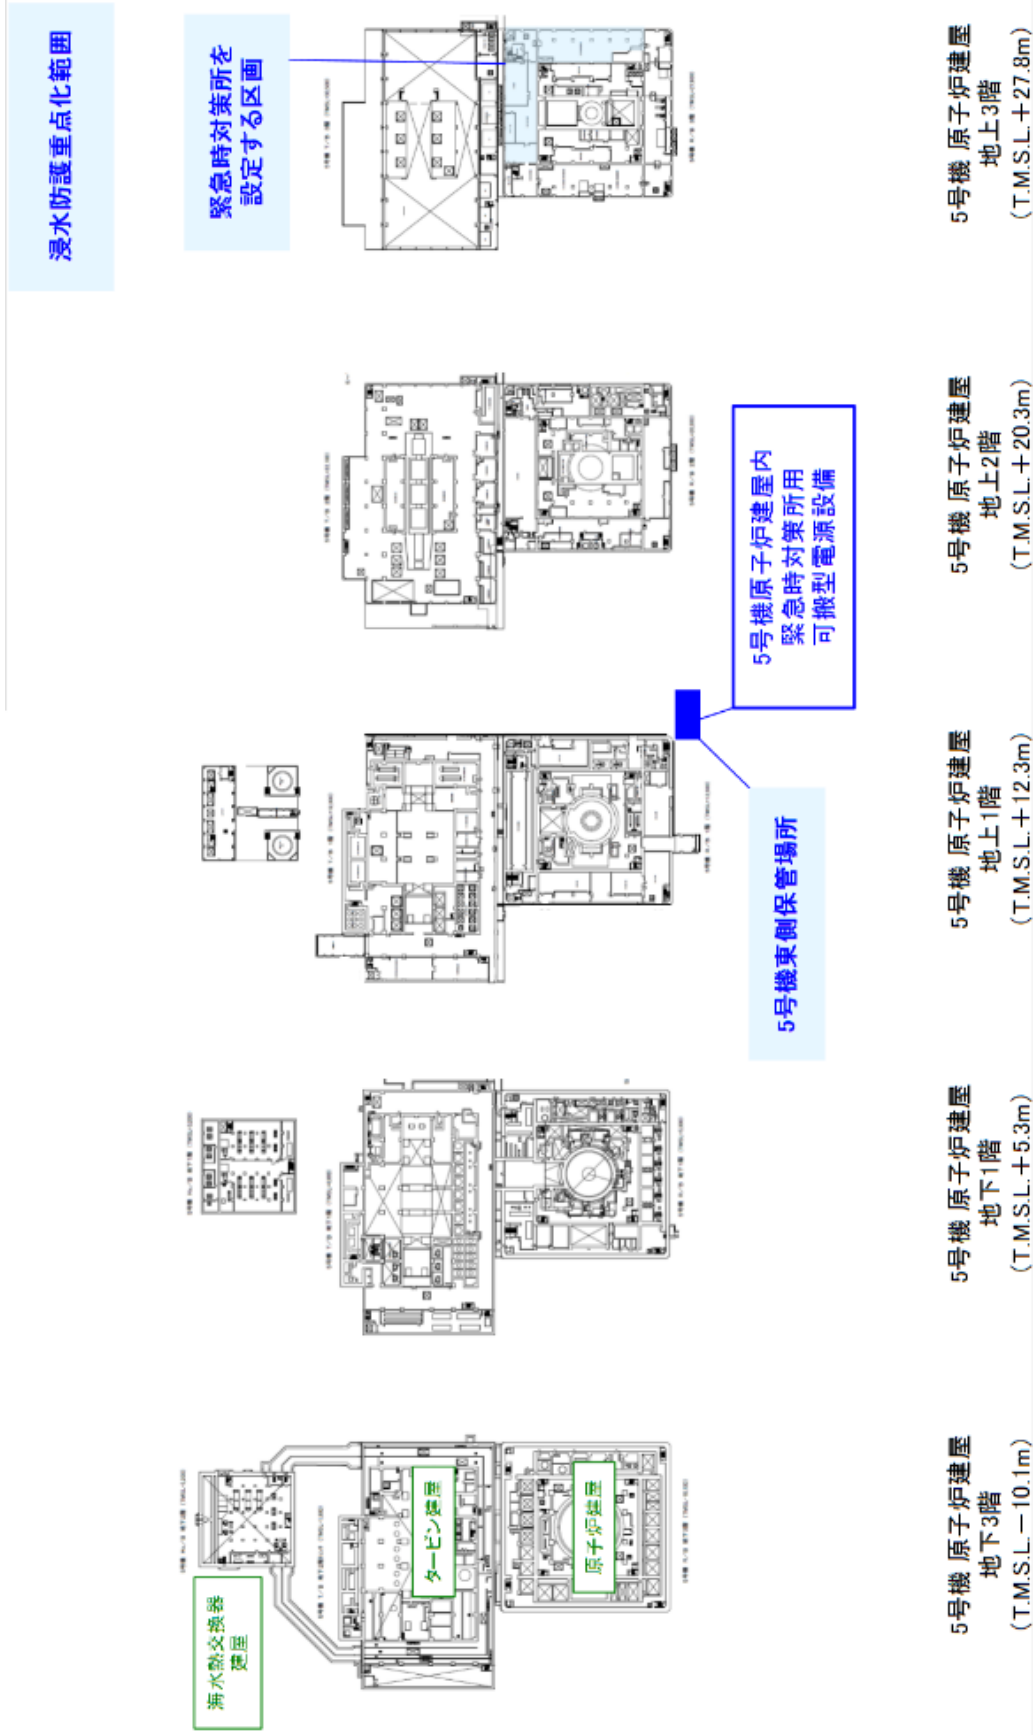 浸水防護重点化範囲
緊急時対策所を
設定する区画
5号機原子炉建屋内
緊急時対策所用
可搬型電源設備
5号機東側保管場所
海水熱交換器
建屋
タービン建屋
原子炉建屋
5号機 原子炉建屋
地下3階
(T.M.S.L.－10.1m)
5号機 原子炉建屋
地下1階
(T.M.S.L.＋5.3m)
5号機 原子炉建屋
地上1階
(T.M.S.L.＋12.3m)
5号機 原子炉建屋
地上2階
(T.M.S.L.＋20.3m)
5号機 原子炉建屋
地上3階
(T.M.S.L.＋27.8m)